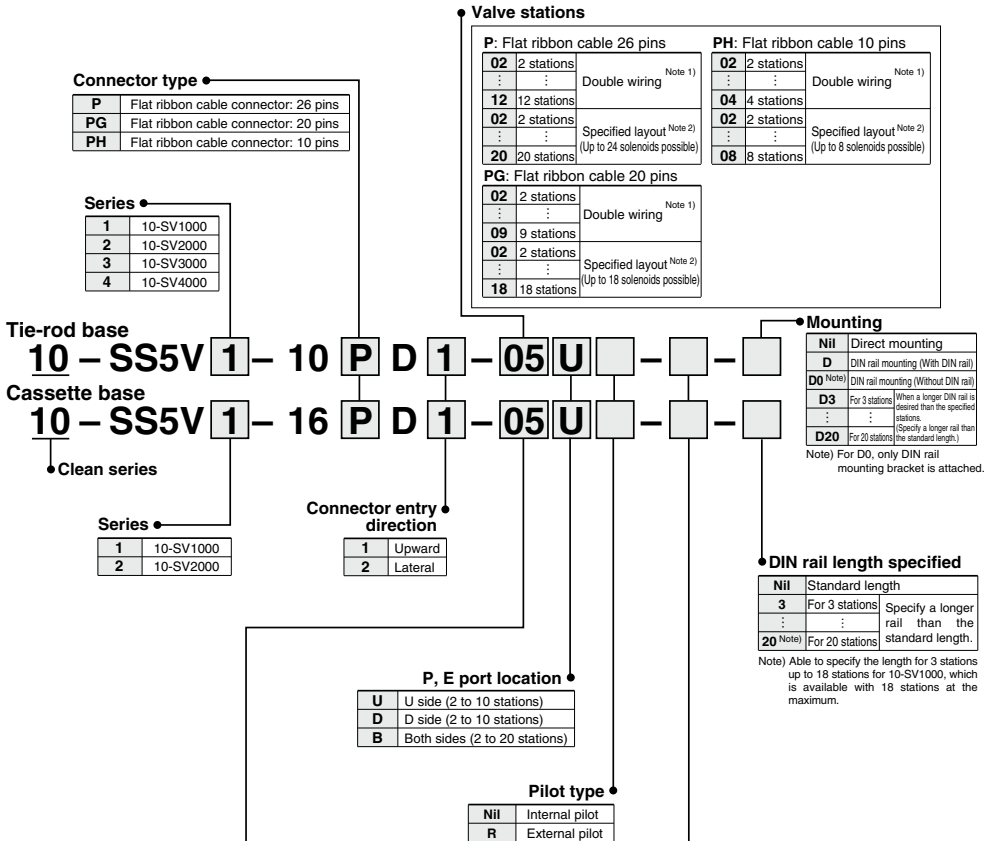 Valve stations
P: Flat ribbon cable 26 pins
02 2 stations
⋮ ⋮
12 12 stations
Double wiring Note 1)
02 2 stations
⋮ ⋮
20 20 stations
Specified layout Note 2)
(Up to 24 solenoids possible)
PH: Flat ribbon cable 10 pins
02 2 stations
⋮ ⋮
04 4 stations
Double wiring Note 1)
02 2 stations
⋮ ⋮
08 8 stations
Specified layout Note 2)
(Up to 8 solenoids possible)
PG: Flat ribbon cable 20 pins
02 2 stations
⋮ ⋮
09 9 stations
Double wiring Note 1)
02 2 stations
⋮ ⋮
18 18 stations
Specified layout Note 2)
(Up to 18 solenoids possible)
Connector type
P Flat ribbon cable connector: 26 pins
PG Flat ribbon cable connector: 20 pins
PH Flat ribbon cable connector: 10 pins
Series
1 10-SV1000
2 10-SV2000
3 10-SV3000
4 10-SV4000
Tie-rod base
10 – SS5V 1 – 10 P D 1 – 05 U – –
Cassette base
10 – SS5V 1 – 16 P D 1 – 05 U – –
Clean series
Mounting
Nil Direct mounting
D DIN rail mounting (With DIN rail)
D0 Note) DIN rail mounting (Without DIN rail)
D3 For 3 stations
⋮ ⋮
D20 For 20 stations
When a longer DIN rail is
desired than the specified
stations.
(Specify a longer rail than
the standard length.)
Note) For D0, only DIN rail
mounting bracket is attached.
Series
1 10-SV1000
2 10-SV2000
Connector entry
direction
1 Upward
2 Lateral
DIN rail length specified
Nil Standard length
3 For 3 stations
⋮ ⋮
20 Note) For 20 stations
Specify a longer
rail than the
standard length.
Note) Able to specify the length for 3 stations
up to 18 stations for 10-SV1000, which
is available with 18 stations at the
maximum.
P, E port location
U U side (2 to 10 stations)
D D side (2 to 10 stations)
B Both sides (2 to 20 stations)
Pilot type
Nil Internal pilot
R External pilot